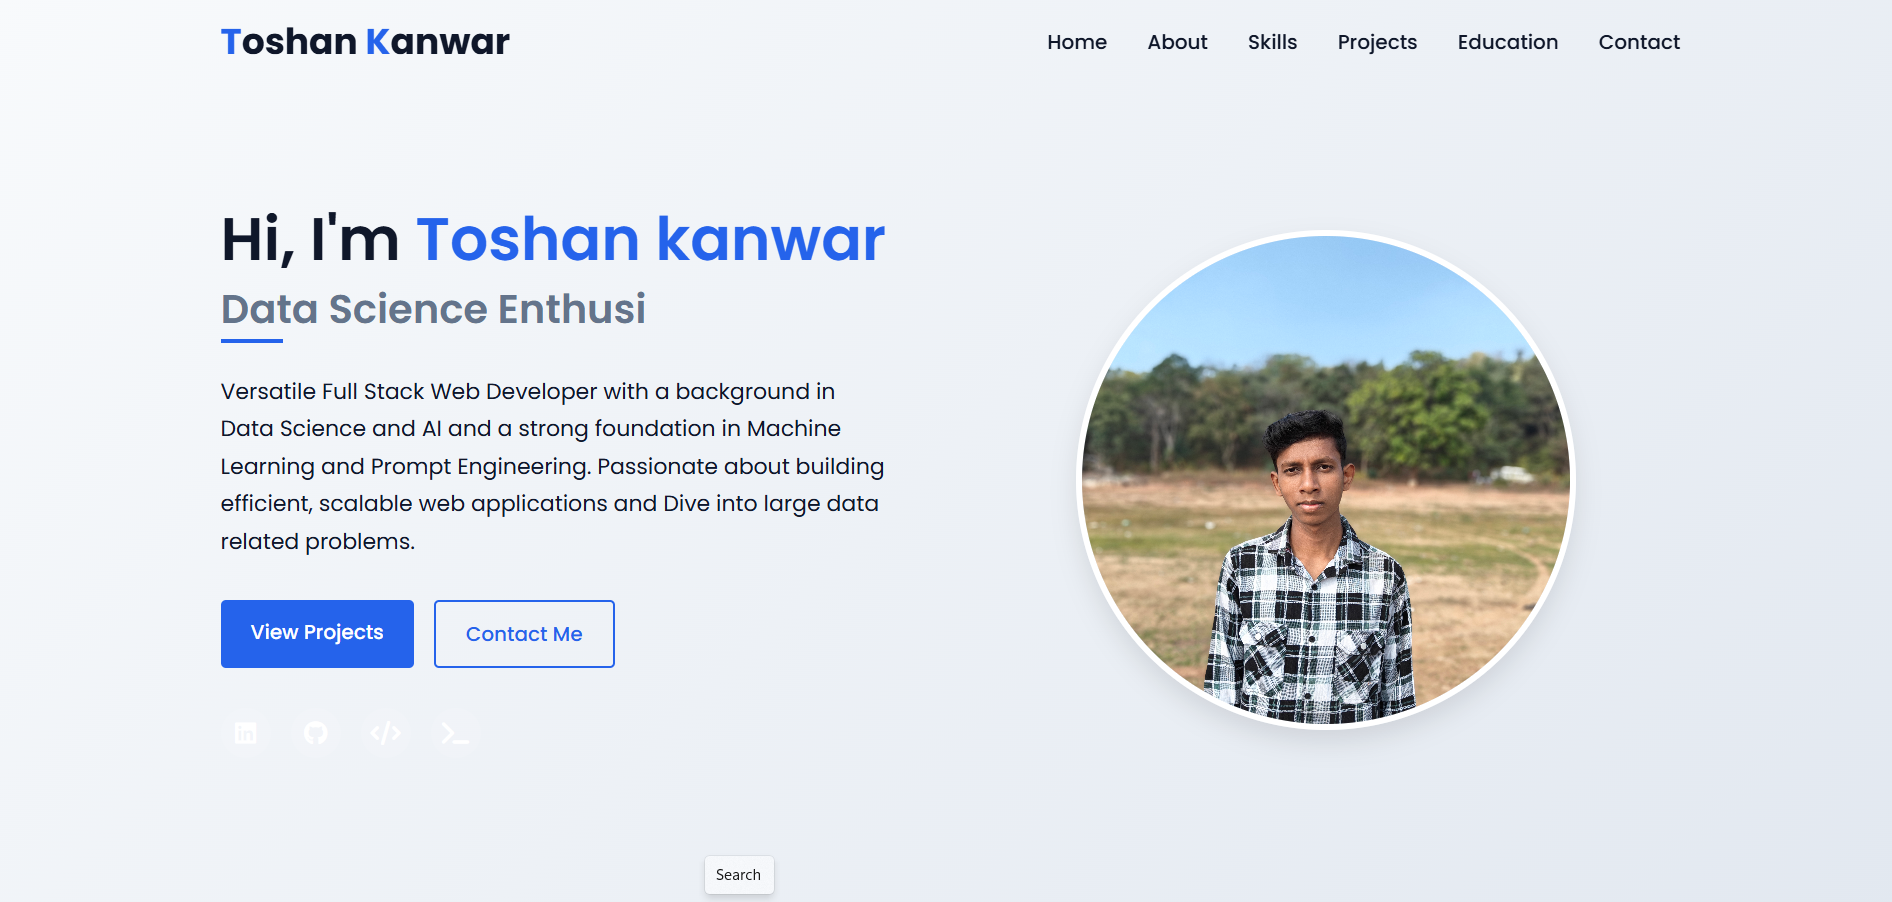 Toshan Kanwar
Home About Skills Projects Education Contact
Hi, I'm Toshan kanwar
Data Science Enthusi
Versatile Full Stack Web Developer with a background in
Data Science and AI and a strong foundation in Machine
Learning and Prompt Engineering. Passionate about building
efficient, scalable web applications and Dive into large data
related problems.
View Projects Contact Me
Search